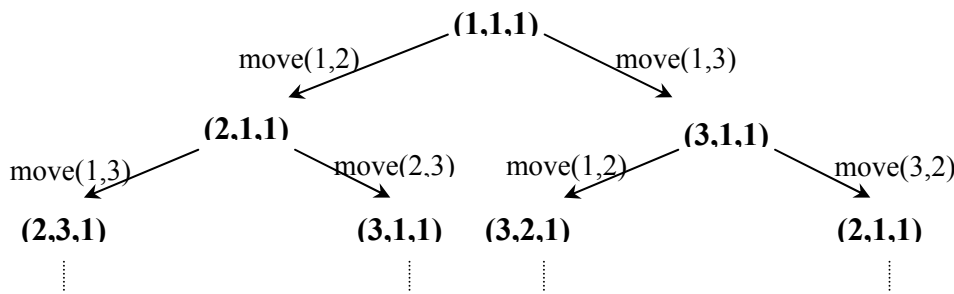 (1,1,1)
move(1,2) move(1,3)
(2,1,1) (3,1,1)
move(1,3) move(2,3) move(1,2) move(3,2)
(2,3,1) (3,1,1) (3,2,1) (2,1,1)